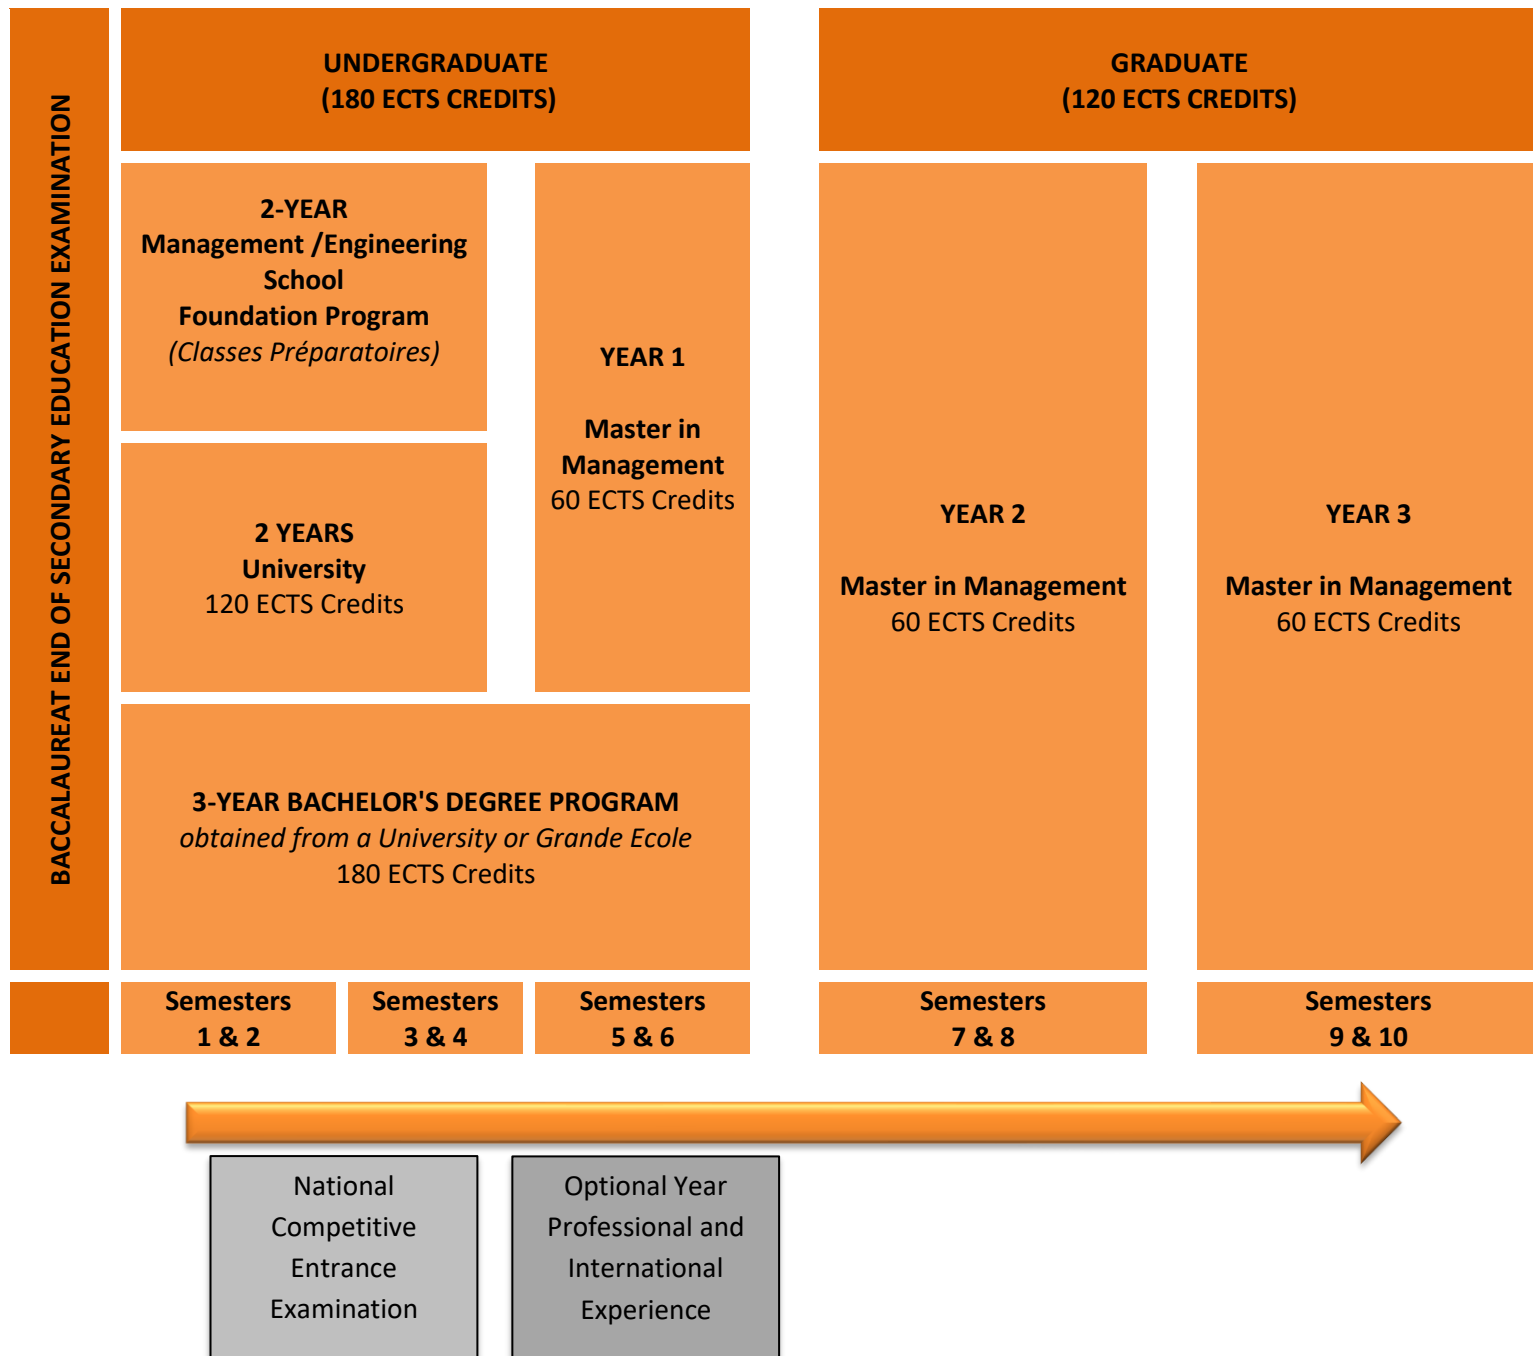 BACCALAUREAT END OF SECONDARY EDUCATION EXAMINATION
UNDERGRADUATE
(180 ECTS CREDITS)
GRADUATE
(120 ECTS CREDITS)
2-YEAR
Management /Engineering
School
Foundation Program
(Classes Préparatoires)
2 YEARS
University
120 ECTS Credits
YEAR 1
Master in
Management
60 ECTS Credits
3-YEAR BACHELOR'S DEGREE PROGRAM
obtained from a University or Grande Ecole
180 ECTS Credits
YEAR 2
Master in Management
60 ECTS Credits
YEAR 3
Master in Management
60 ECTS Credits
Semesters
1 & 2
Semesters
3 & 4
Semesters
5 & 6
Semesters
7 & 8
Semesters
9 & 10
National
Competitive
Entrance
Examination
Optional Year
Professional and
International
Experience